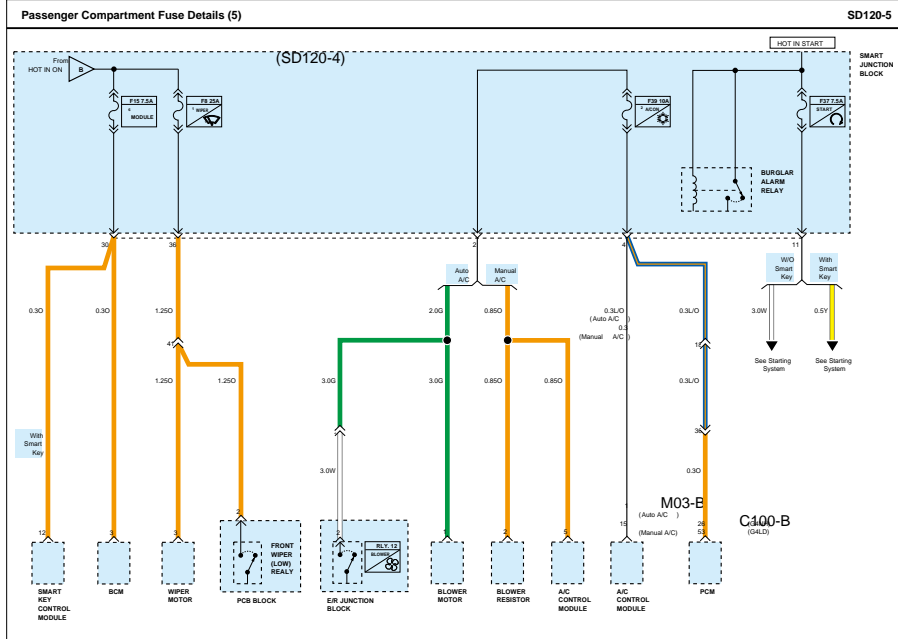 Passenger Compartment Fuse Details (5)
SD120-5
HOT IN START
(SD120-4)
From
HOT IN ON
B
SMART
JUNCTION
BLOCK
F15 7.5A
MODULE
F8 25A
1 WIPER
F39 10A
2 A/CON
F37 7.5A
START
BURGLAR
ALARM
RELAY
30
36
2
4
11
Auto
A/C
Manual
A/C
W/O
Smart
Key
With
Smart
Key
0.3O
0.3O
1.25O
2.0G
0.85O
0.3L/O
(Auto A/C )
0.3
(Manual A/C )
0.3L/O
3.0W
0.5Y
41
18
See Starting
System
See Starting
System
1.25O
1.25O
3.0G
3.0G
0.85O
0.85O
0.3L/O
With
Smart
Key
36
3.0W
0.3O
M03-B
1
(Auto A/C )
C100-B
15
(Manual A/C)
26
53
(G4LD)
12
3
3
2
2
1
2
5
FRONT
WIPER
(LOW)
REALY
RLY. 12
BLOWER
SMART
KEY
CONTROL
MODULE
BCM
WIPER
MOTOR
PCB BLOCK
E/R JUNCTION
BLOCK
BLOWER
MOTOR
BLOWER
RESISTOR
A/C
CONTROL
MODULE
A/C
CONTROL
MODULE
PCM